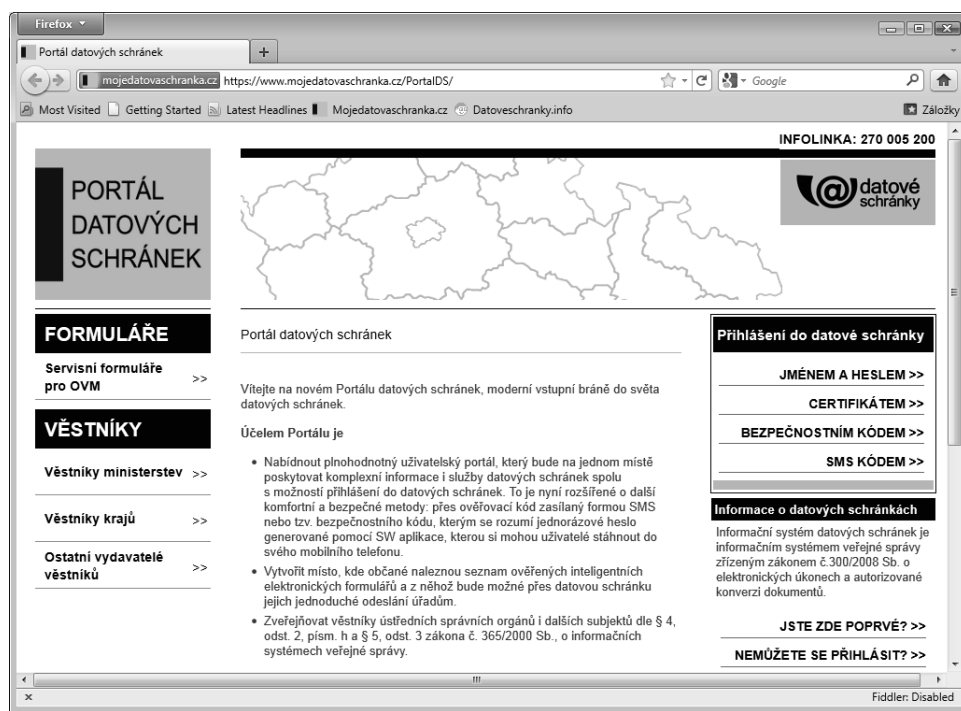 Firefox
Portál datových schránek
+
mojedatovaschranka.cz https://www.mojedatovaschranka.cz/PortalDS/
Google
Most Visited Getting Started Latest Headlines Mojedatovaschranka.cz Datoveschranky.info Záložky
INFOLINKA: 270 005 200
PORTÁL
DATOVÝCH
SCHRÁNEK
datové
schránky
FORMULÁŘE
Servisní formuláře
pro OVM >>
VĚSTNÍKY
Věstníky ministerstev >>
Věstníky krajů >>
Ostatní vydavatelé
věstníků >>
Portál datových schránek
Vítejte na novém Portálu datových schránek, moderní vstupní bráně do světa
datových schránek.
Účelem Portálu je
• Nabídnout plnohodnotný uživatelský portál, který bude na jednom místě
poskytovat komplexní informace i služby datových schránek spolu
s možností přihlášení do datových schránek. To je nyní rozšířené o další
komfortní a bezpečné metody: přes ověřovací kód zasílaný formou SMS
nebo tzv. bezpečnostního kódu, kterým se rozumí jednorázové heslo
generované pomocí SW aplikace, kterou si mohou uživatelé stáhnout do
svého mobilního telefonu.
• Vytvořit místo, kde občané naleznou seznam ověřených inteligentních
elektronických formulářů a z něhož bude možné přes datovou schránku
jejich jednoduché odeslání úřadům.
• Zveřejňovat věstníky ústředních správních orgánů i dalších subjektů dle § 4,
odst. 2, písm. h a § 5, odst. 3 zákona č. 365/2000 Sb., o informačních
systémech veřejné správy.
Přihlášení do datové schránky
JMÉNEM A HESLEM >>
CERTIFIKÁTEM >>
BEZPEČNOSTNÍM KÓDEM >>
SMS KÓDEM >>
Informace o datových schránkách
Informační systém datových schránek je
informačním systémem veřejné správy
zřízeným zákonem č.300/2008 Sb. o
elektronických úkonech a autorizované
konverzi dokumentů.
JSTE ZDE POPRVÉ? >>
NEMŮŽETE SE PŘIHLÁSIT? >>
Fiddler: Disabled